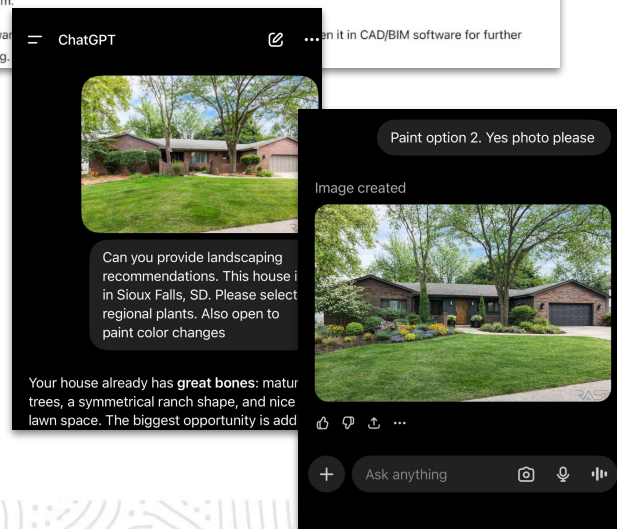 m.
en it in CAD/BIM software for further
g.
ChatGPT
Can you provide landscaping
recommendations. This house i
in Sioux Falls, SD. Please select
regional plants. Also open to
paint color changes
Your house already has great bones: matur
trees, a symmetrical ranch shape, and nice
lawn space. The biggest opportunity is add
Paint option 2. Yes photo please
Image created
Ask anything